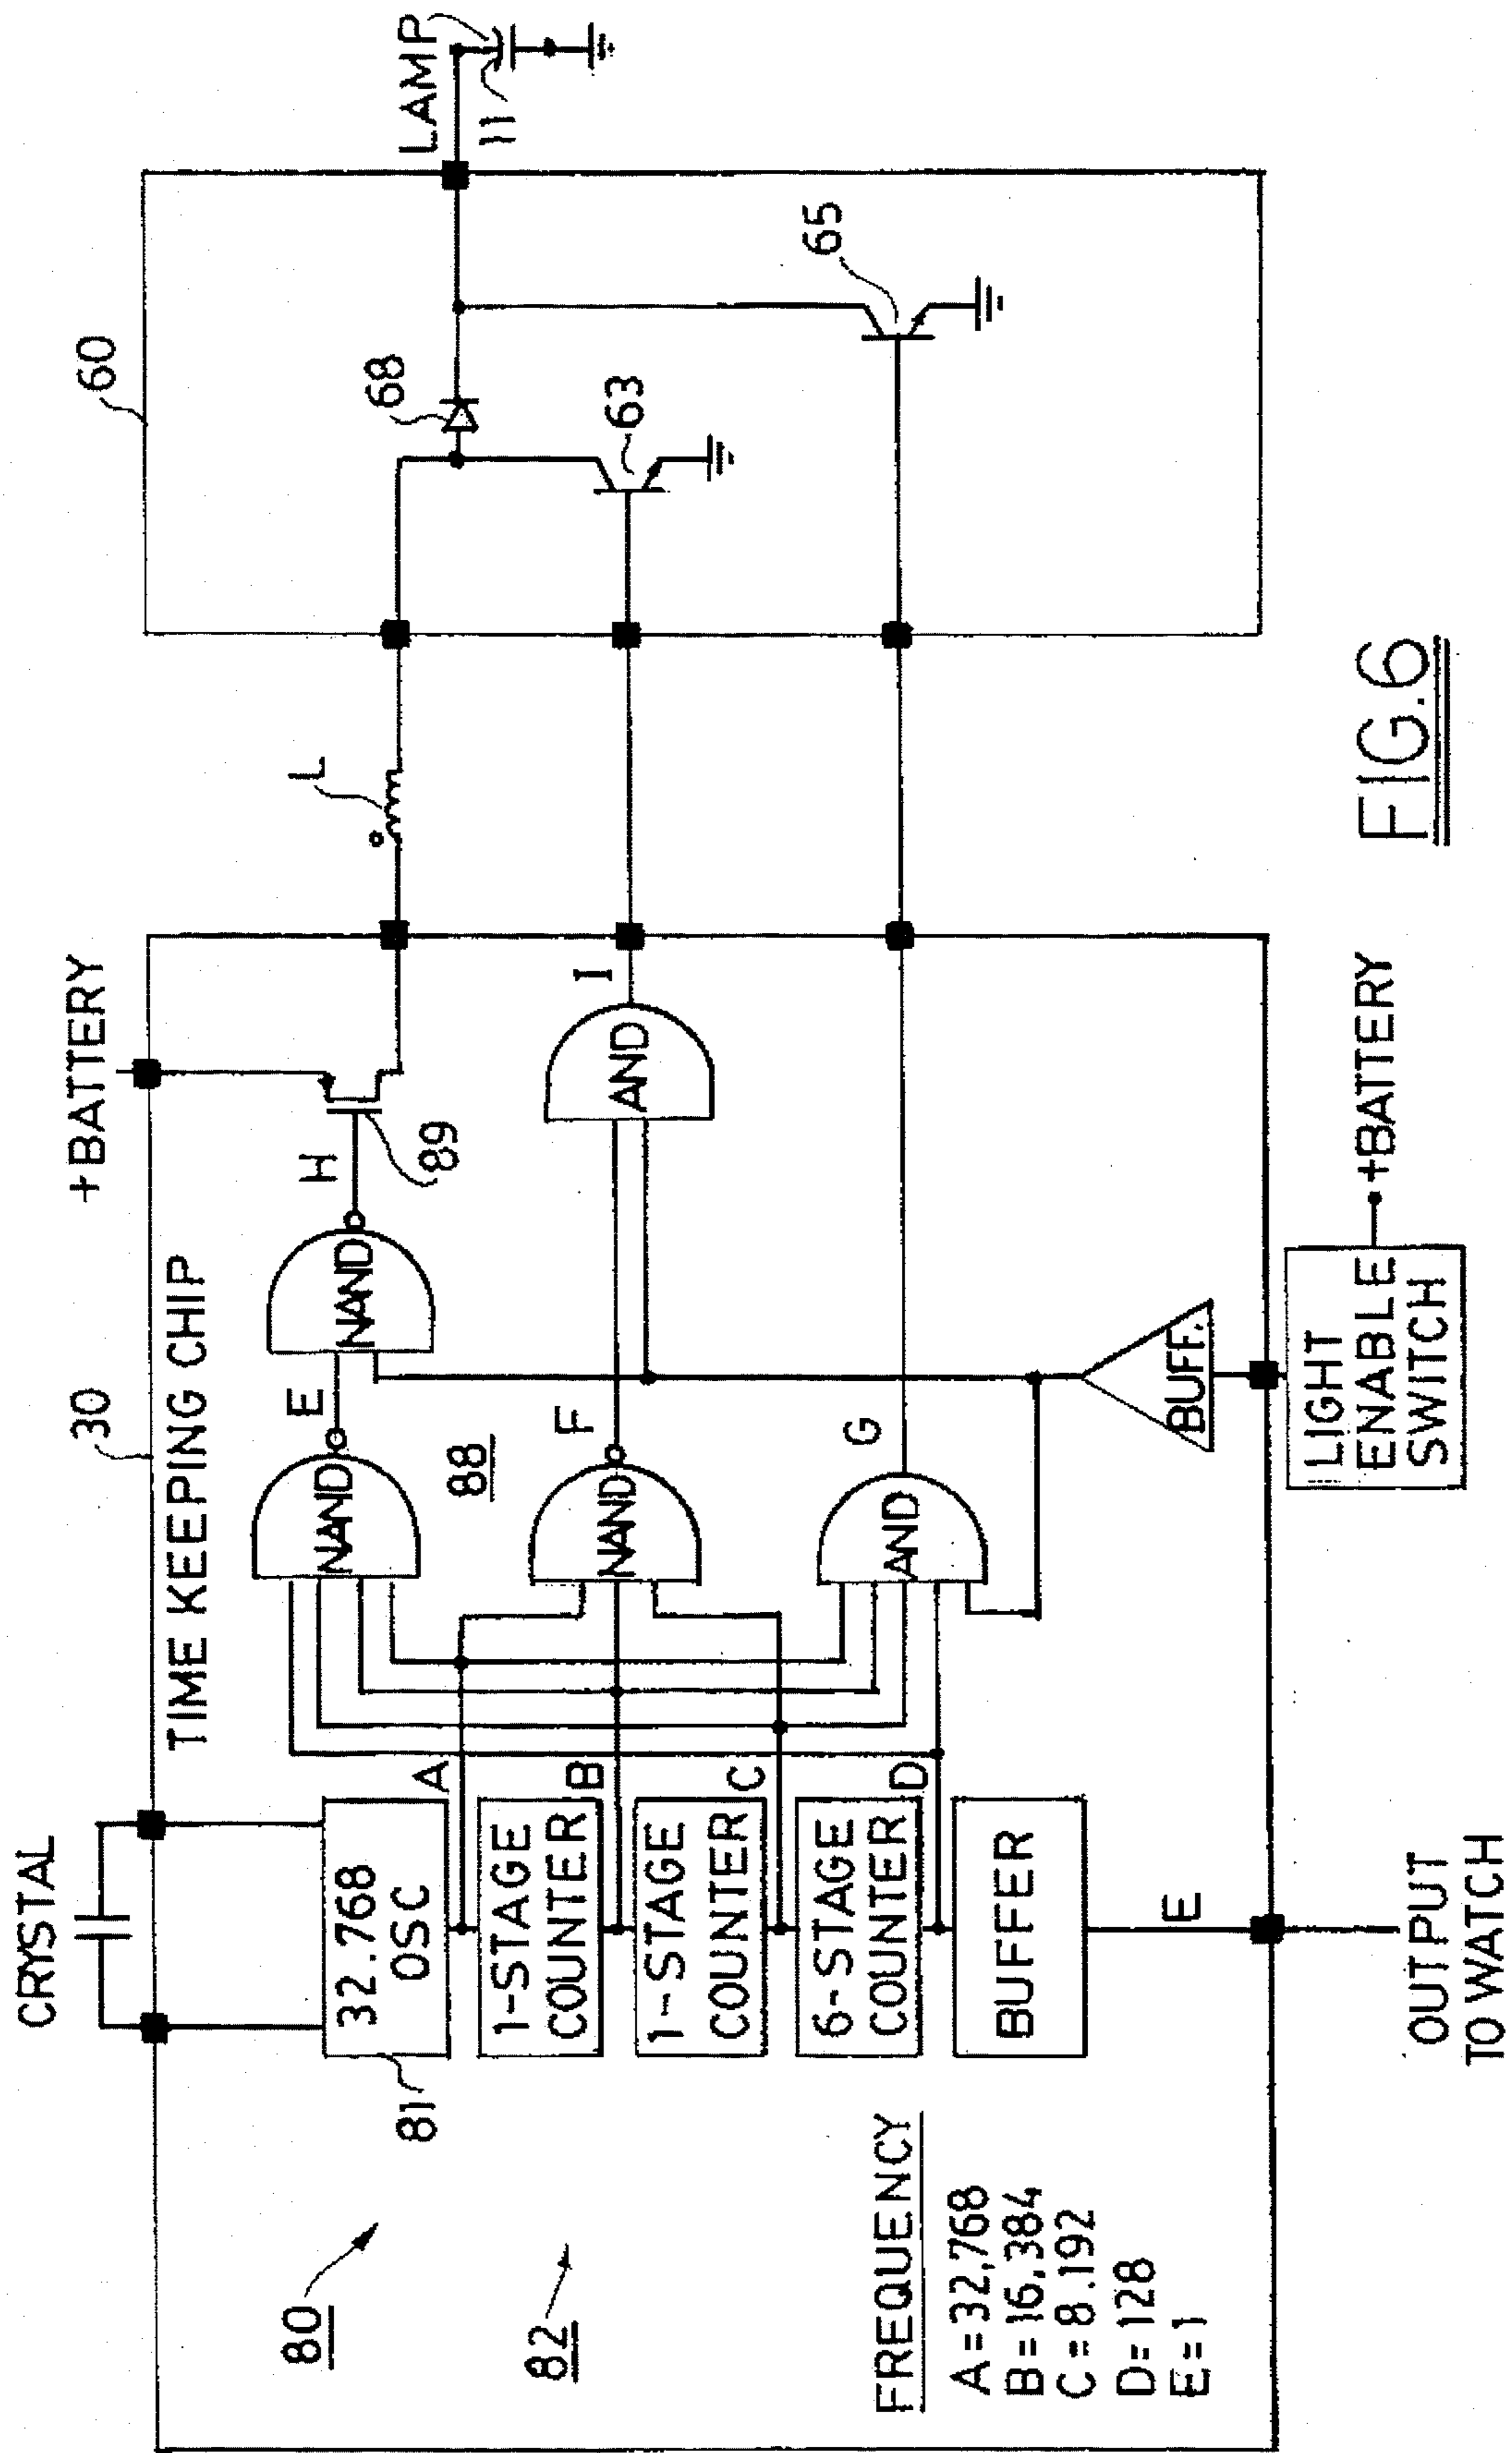 CRYSTAL
30
TIME KEEPING CHIP
+BATTERY
L
60
LAMP
11
80
82
81
32.768
OSC
A
1-STAGE
COUNTER
B
1-STAGE
COUNTER
C
6-STAGE
COUNTER
D
BUFFER
E
OUTPUT
TO WATCH
FREQUENCY
A=32,768
B=16,384
C=8.192
D=128
E=1
NAND
E
NAND
H
89
88
NAND
F
AND
I
AND
G
BUFF.
LIGHT
ENABLE
SWITCH
+BATTERY
68
63
65
FIG.6